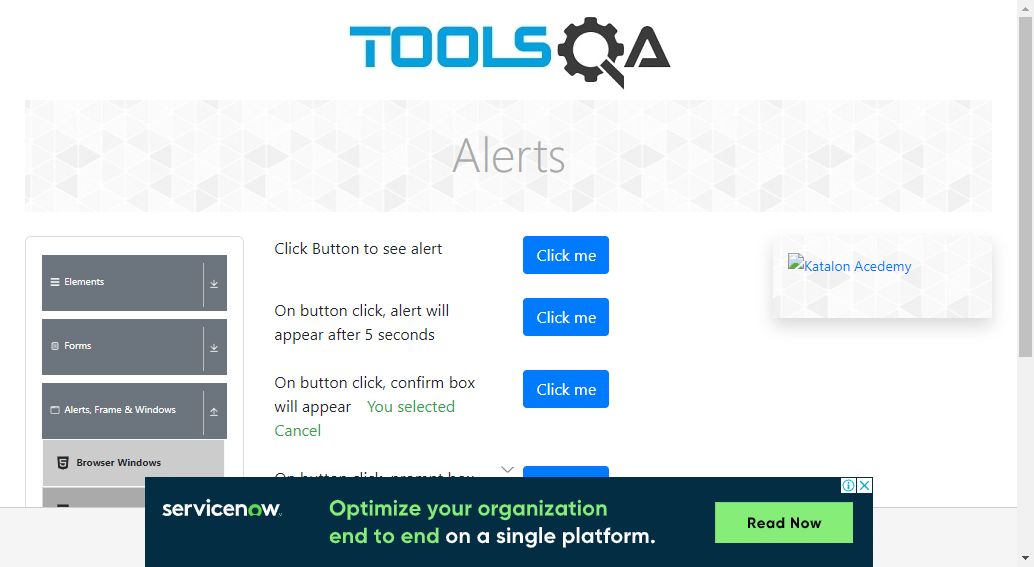 TOOLSQA
Alerts
Elements
Forms
Alerts, Frame & Windows
Browser Windows
Click Button to see alert
Click me
On button click, alert will
appear after 5 seconds
Click me
On button click, confirm box
will appear You selected
Cancel
Click me
On button click, prompt box
Katalon Acedemy
servicenow.
Optimize your organization
end to end on a single platform.
Read Now